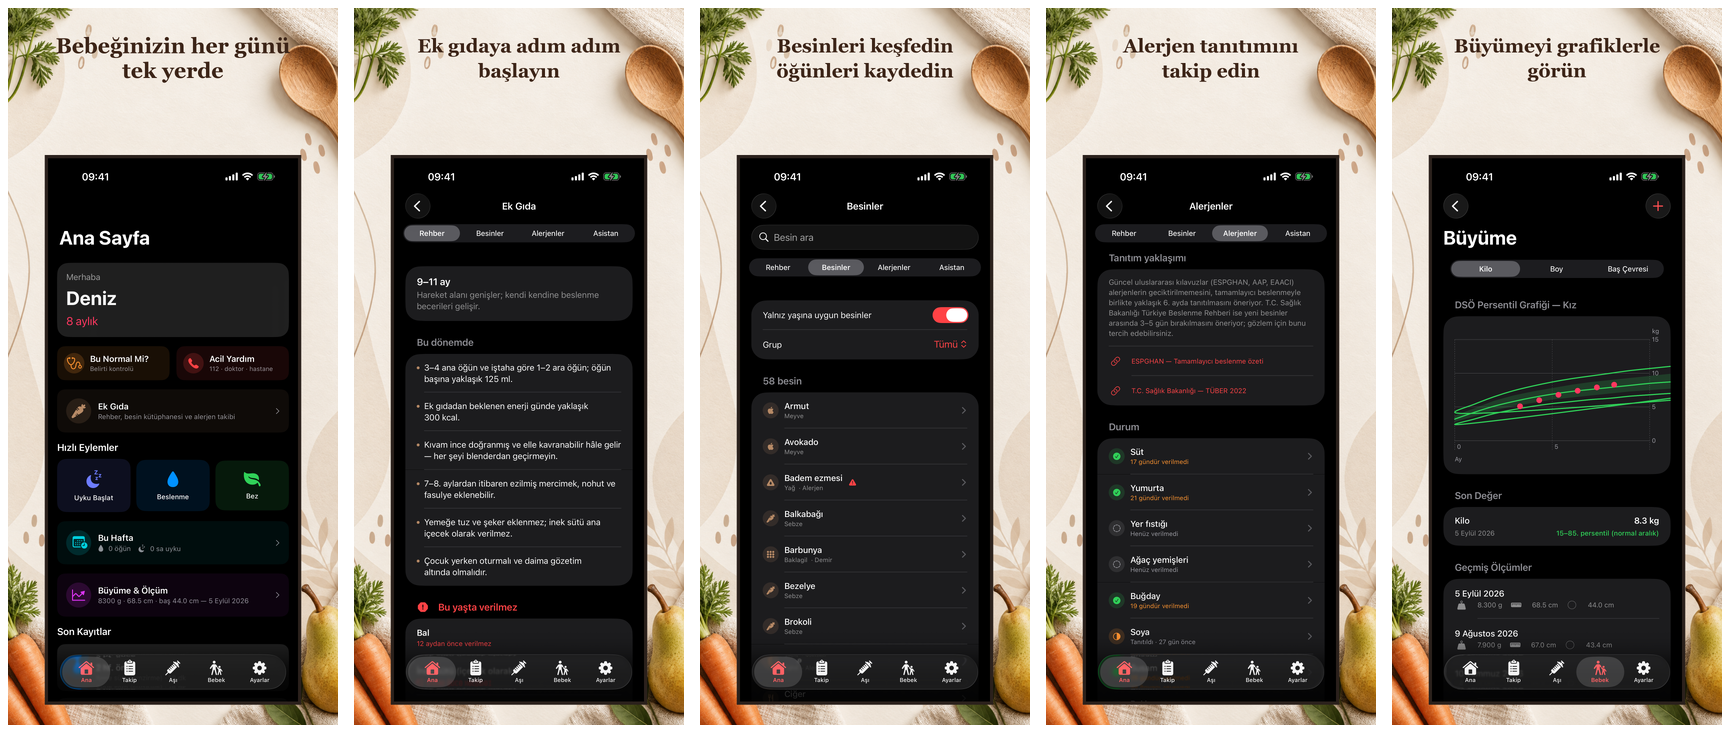 Bebeğinizin her günü
tek yerde
09:41
Ana Sayfa
Merhaba
Deniz
8 aylık
Bu Normal Mi?
Belirti kontrolü
Acil Yardım
112 · doktor · hastane
Ek Gıda
Rehber, besin kütüphanesi ve alerjen takibi
Hızlı Eylemler
Uyku Başlat
Beslenme
Bez
Bu Hafta
0 öğün
0 sa uyku
Büyüme & Ölçüm
8300 g · 68.5 cm · baş 44.0 cm — 5 Eylül 2026
Son Kayıtlar
Ana
Takip
Aşı
Bebek
Ayarlar
Ek gıdaya adım adım
başlayın
09:41
Ek Gıda
Rehber
Besinler
Alerjenler
Asistan
9–11 ay
Hareket alanı genişler; kendi kendine beslenme
becerileri gelişir.
Bu dönemde
• 3–4 ana öğün ve iştaha göre 1–2 ara öğün; öğün
başına yaklaşık 125 ml.
• Ek gıdadan beklenen enerji günde yaklaşık
300 kcal.
• Kıvam ince doğranmış ve elle kavranabilir hâle gelir
— her şeyi blenderdan geçirmeyin.
• 7–8. aylardan itibaren ezilmiş mercimek, nohut ve
fasulye eklenebilir.
• Yemeğe tuz ve şeker eklenmez; inek sütü ana
içecek olarak verilmez.
• Çocuk yerken oturmalı ve daima gözetim
altında olmalıdır.
Bu yaşta verilmez
Bal
12 aydan önce verilmez
Ana
Takip
Aşı
Bebek
Ayarlar
Besinleri keşfedin
öğünleri kaydedin
09:41
Besinler
Besin ara
Rehber
Besinler
Alerjenler
Asistan
Yalnız yaşına uygun besinler
Grup
Tümü
58 besin
Armut
Meyve
Avokado
Meyve
Badem ezmesi
Yağ · Alerjen
Balkabağı
Sebze
Barbunya
Baklagil · Demir
Bezelye
Sebze
Brokoli
Sebze
Ciğer
Ana
Takip
Aşı
Bebek
Ayarlar
Alerjen tanıtımını
takip edin
09:41
Alerjenler
Rehber
Besinler
Alerjenler
Asistan
Tanıtım yaklaşımı
Güncel uluslararası kılavuzlar (ESPGHAN, AAP, EAACI)
alerjenlerin geciktirilmemesini, tamamlayıcı beslenmeyle
birlikte yaklaşık 6. ayda tanıtılmasını öneriyor. T.C. Sağlık
Bakanlığı Türkiye Beslenme Rehberi ise yeni besinler
arasında 3–5 gün bırakılmasını öneriyor; gözlem için bunu
tercih edebilirsiniz.
ESPGHAN — Tamamlayıcı beslenme özeti
T.C. Sağlık Bakanlığı — TÜBER 2022
Durum
Süt
17 gündür verilmedi
Yumurta
21 gündür verilmedi
Yer fıstığı
Henüz verilmedi
Ağaç yemişleri
Henüz verilmedi
Buğday
19 gündür verilmedi
Soya
Tanıtıldı · 27 gün önce
Ana
Takip
Aşı
Bebek
Ayarlar
Büyümeyi grafiklerle
görün
09:41
Büyüme
Kilo
Boy
Baş Çevresi
DSÖ Persentil Grafiği — Kız
kg
15
10
5
0
0
5
Ay
Son Değer
Kilo
8.3 kg
5 Eylül 2026
15–85. persentil (normal aralık)
Geçmiş Ölçümler
5 Eylül 2026
8.300 g
68.5 cm
44.0 cm
9 Ağustos 2026
7.900 g
67.0 cm
43.4 cm
Ana
Takip
Aşı
Bebek
Ayarlar